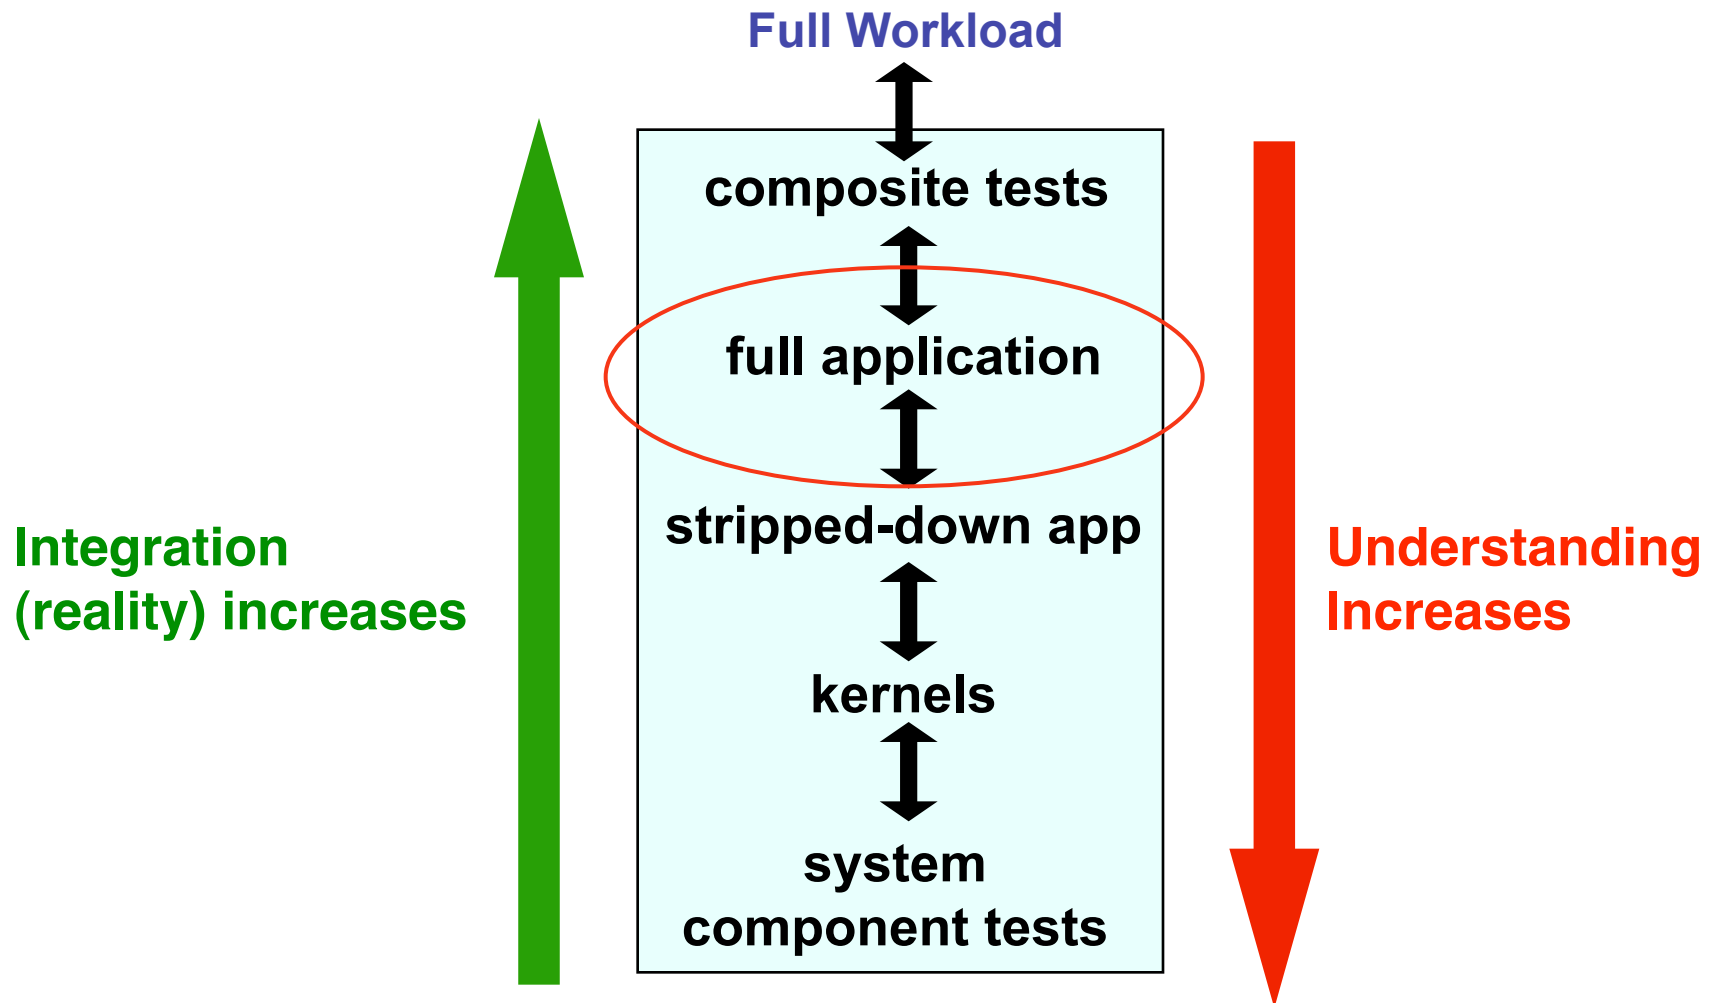 Full Workload
composite tests
full application
stripped-down app
Integration
(reality) increases
Understanding
Increases
kernels
system
component tests